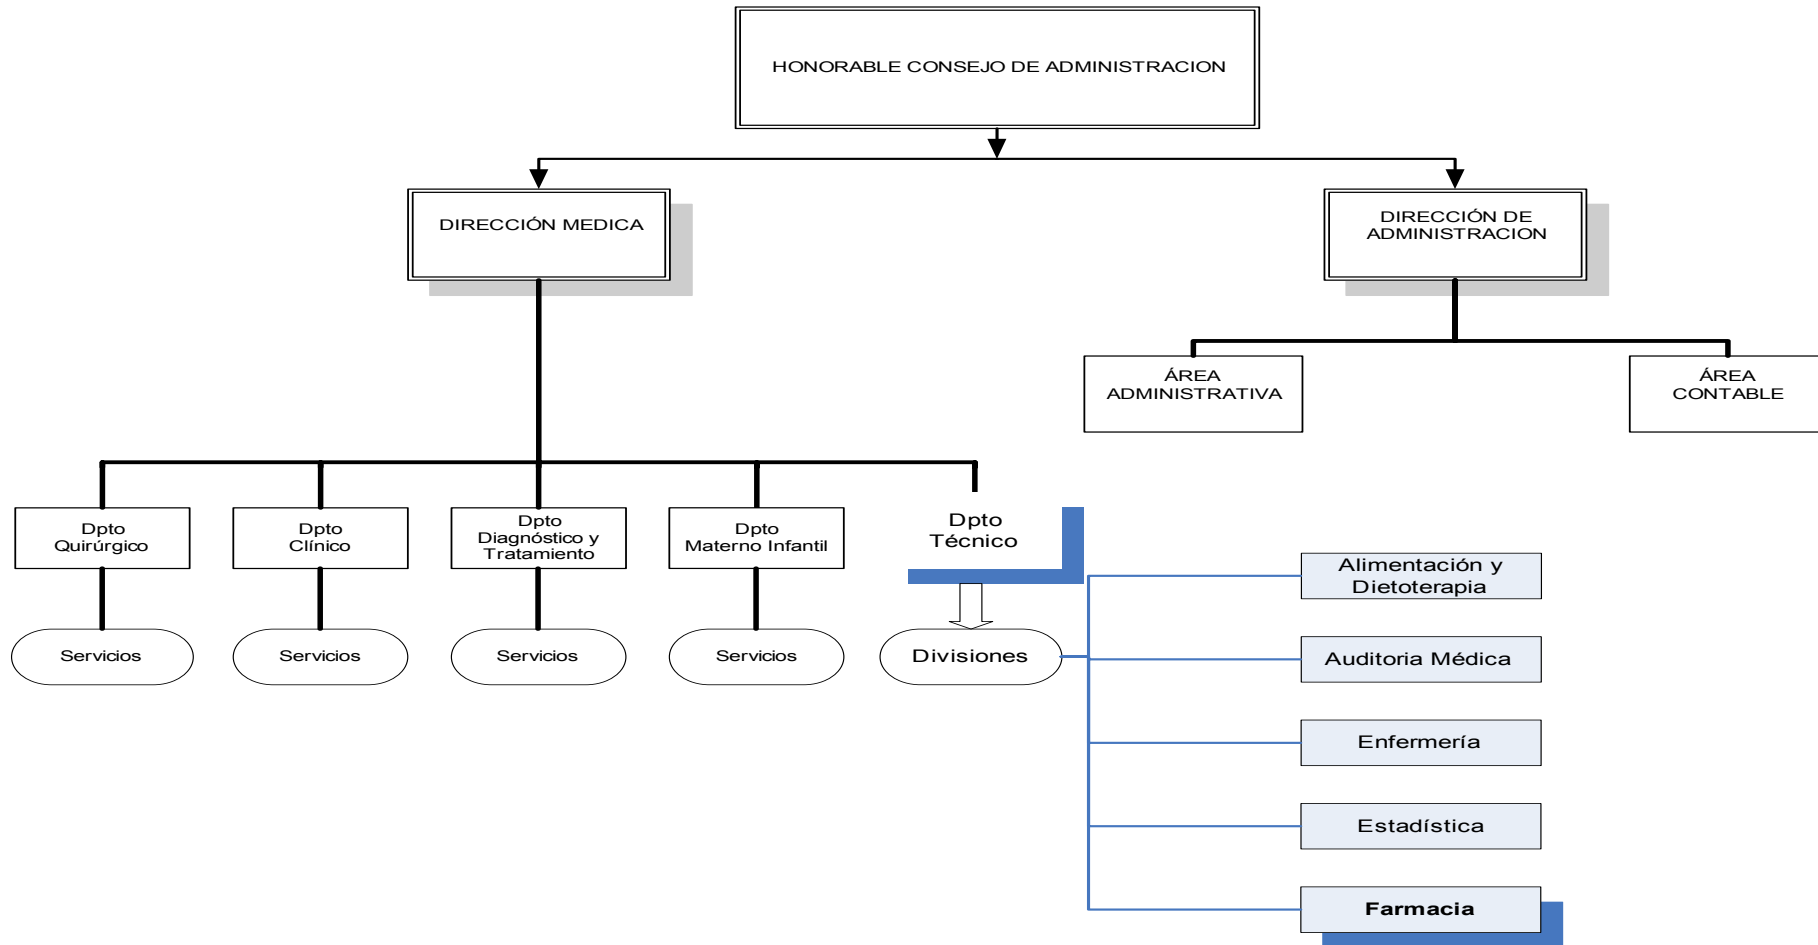 HONORABLE CONSEJO DE ADMINISTRACION
DIRECCIÓN MEDICA
DIRECCIÓN DE
ADMINISTRACION
ÁREA
ADMINISTRATIVA
ÁREA
CONTABLE
Dpto
Quirúrgico
Dpto
Clínico
Dpto
Diagnóstico y
Tratamiento
Dpto
Materno Infantil
Dpto
Técnico
Servicios
Servicios
Servicios
Servicios
Divisiones
Alimentación y
Dietoterapia
Auditoria Médica
Enfermería
Estadística
Farmacia